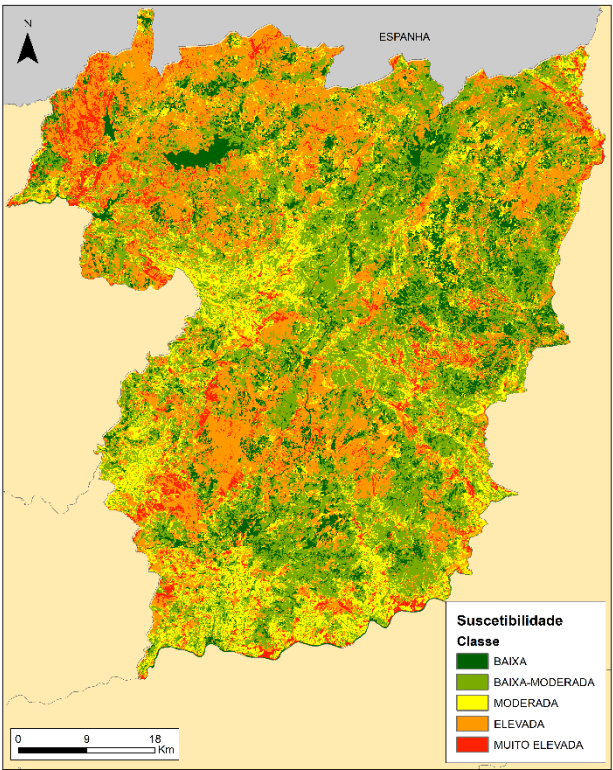 N
ESPANHA
Suscetibilidade
Classe
BAIXA
BAIXA-MODERADA
MODERADA
ELEVADA
MUITO ELEVADA
0 9 18
Km